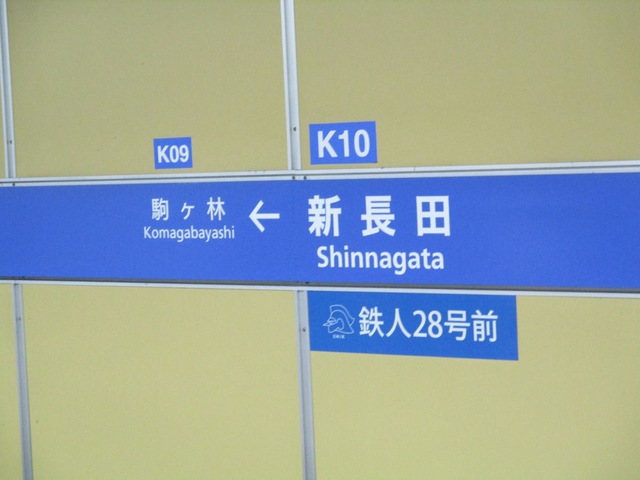 K09
K10
駒ヶ林 ← 新長田
Komagabayashi
Shinnagata
鉄人28号前